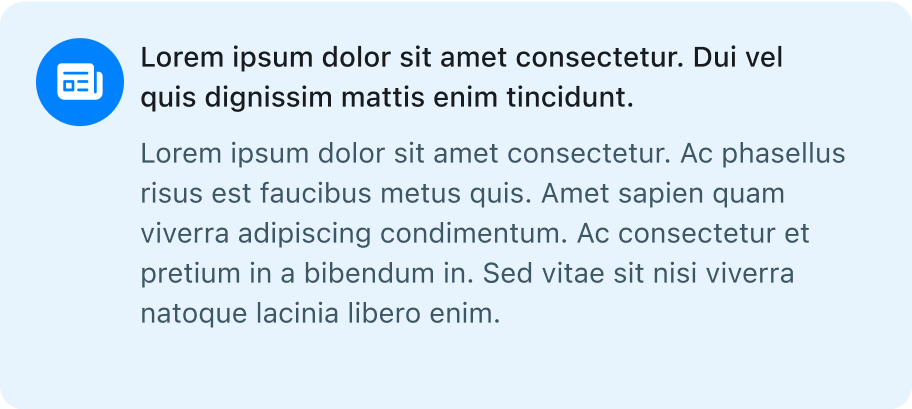 Lorem ipsum dolor sit amet consectetur. Dui vel
quis dignissim mattis enim tincidunt.
Lorem ipsum dolor sit amet consectetur. Ac phasellus
risus est faucibus metus quis. Amet sapien quam
viverra adipiscing condimentum. Ac consectetur et
pretium in a bibendum in. Sed vitae sit nisi viverra
natoque lacinia libero enim.